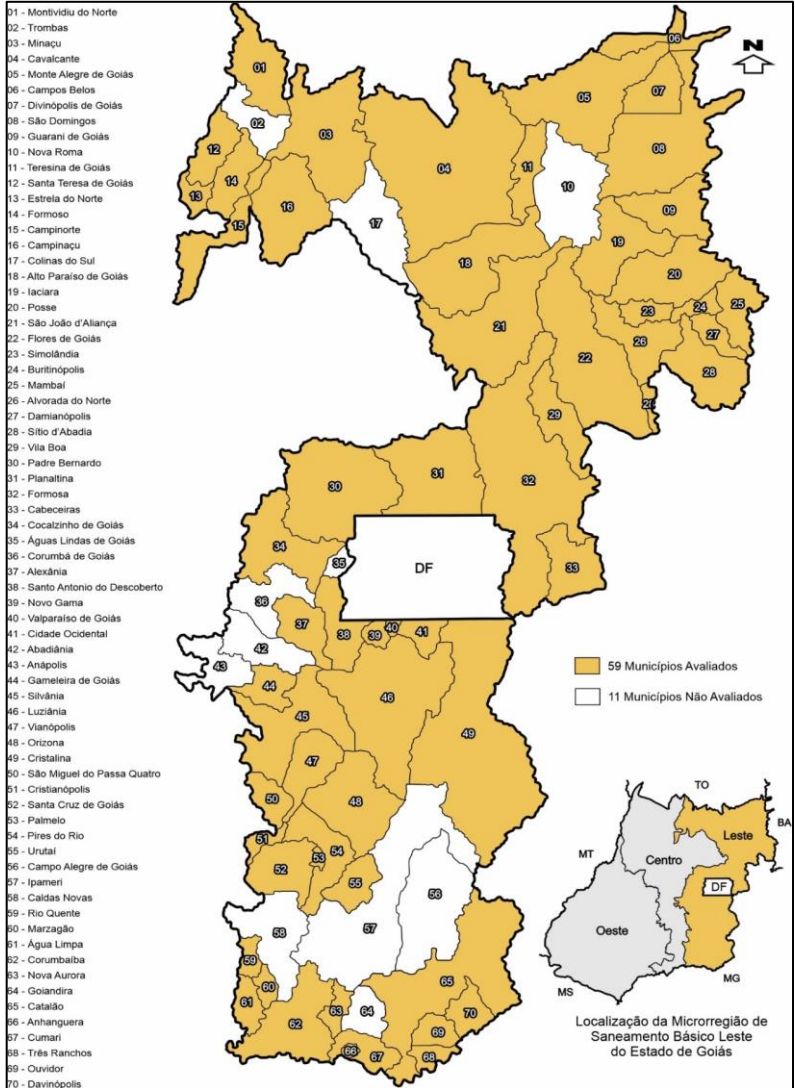 01 - Montividiu do Norte
02 - Trombas
03 - Minaçu
04 - Cavalcante
05 - Monte Alegre de Goiás
06 - Campos Belos
07 - Divinópolis de Goiás
08 - São Domingos
09 - Guarani de Goiás
10 - Nova Roma
11 - Teresina de Goiás
12 - Santa Teresa de Goiás
13 - Estrela do Norte
14 - Formoso
15 - Campinorte
16 - Campinaçu
17 - Colinas do Sul
18 - Alto Paraíso de Goiás
19 - Iaciara
20 - Posse
21 - São João d'Aliança
22 - Flores de Goiás
23 - Simolândia
24 - Buritinópolis
25 - Mambaí
26 - Alvorada do Norte
27 - Damianópolis
28 - Sítio d'Abadia
29 - Vila Boa
30 - Padre Bernardo
31 - Planaltina
32 - Formosa
33 - Cabeceiras
34 - Cocalzinho de Goiás
35 - Águas Lindas de Goiás
36 - Corumbá de Goiás
37 - Alexânia
38 - Santo Antonio do Descoberto
39 - Novo Gama
40 - Valparaíso de Goiás
41 - Cidade Ocidental
42 - Abadiânia
43 - Anápolis
44 - Gameleira de Goiás
45 - Silvânia
46 - Luziânia
47 - Vianópolis
48 - Orizona
49 - Cristalina
50 - São Miguel do Passa Quatro
51 - Cristianópolis
52 - Santa Cruz de Goiás
53 - Palmelo
54 - Pires do Rio
55 - Urutaí
56 - Campo Alegre de Goiás
57 - Ipameri
58 - Caldas Novas
59 - Rio Quente
60 - Marzagão
61 - Água Limpa
62 - Corumbaíba
63 - Nova Aurora
64 - Goiandira
65 - Catalão
66 - Anhanguera
67 - Cumari
68 - Três Ranchos
69 - Ouvidor
70 - Davinópolis
N
06
01
07
05
02
03
08
12
11
04
14
10
13
16
09
17
15
19
18
20
25
24
23
21
27
26
22
28
29
31
30
32
34
35
DF
33
36
37
40
38
39
41
42
43
44
46
45
49
47
50
48
51
54
53
52
55
56
57
58
59
65
60
61
63
64
70
62
69
66
67
68
59 Municípios Avaliados
11 Municípios Não Avaliados
TO
BA
Leste
MT
Centro
DF
Oeste
MG
MS
Localização da Microrregião de
Saneamento Básico Leste
do Estado de Goiás